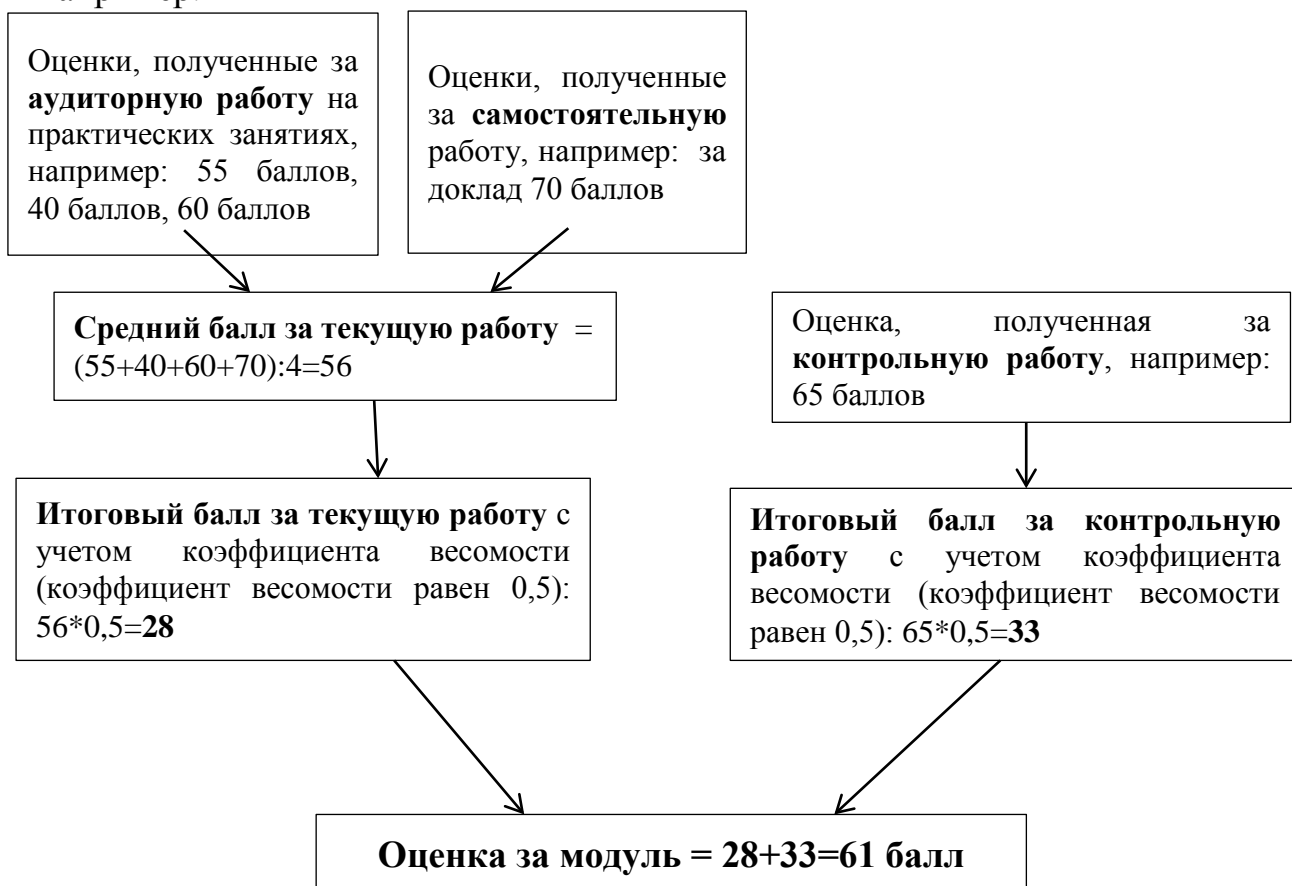 Оценки, полученные за
аудиторную работу на
практических занятиях,
например: 55 баллов,
40 баллов, 60 баллов
Оценки, полученные
за самостоятельную
работу, например: за
доклад 70 баллов
Средний балл за текущую работу =
(55+40+60+70):4=56
Оценка, полученная за
контрольную работу, например:
65 баллов
Итоговый балл за текущую работу с
учетом коэффициента весомости
(коэффициент весомости равен 0,5):
56*0,5=28
Итоговый балл за контрольную
работу с учетом коэффициента
весомости (коэффициент весомости
равен 0,5): 65*0,5=33
Оценка за модуль = 28+33=61 балл